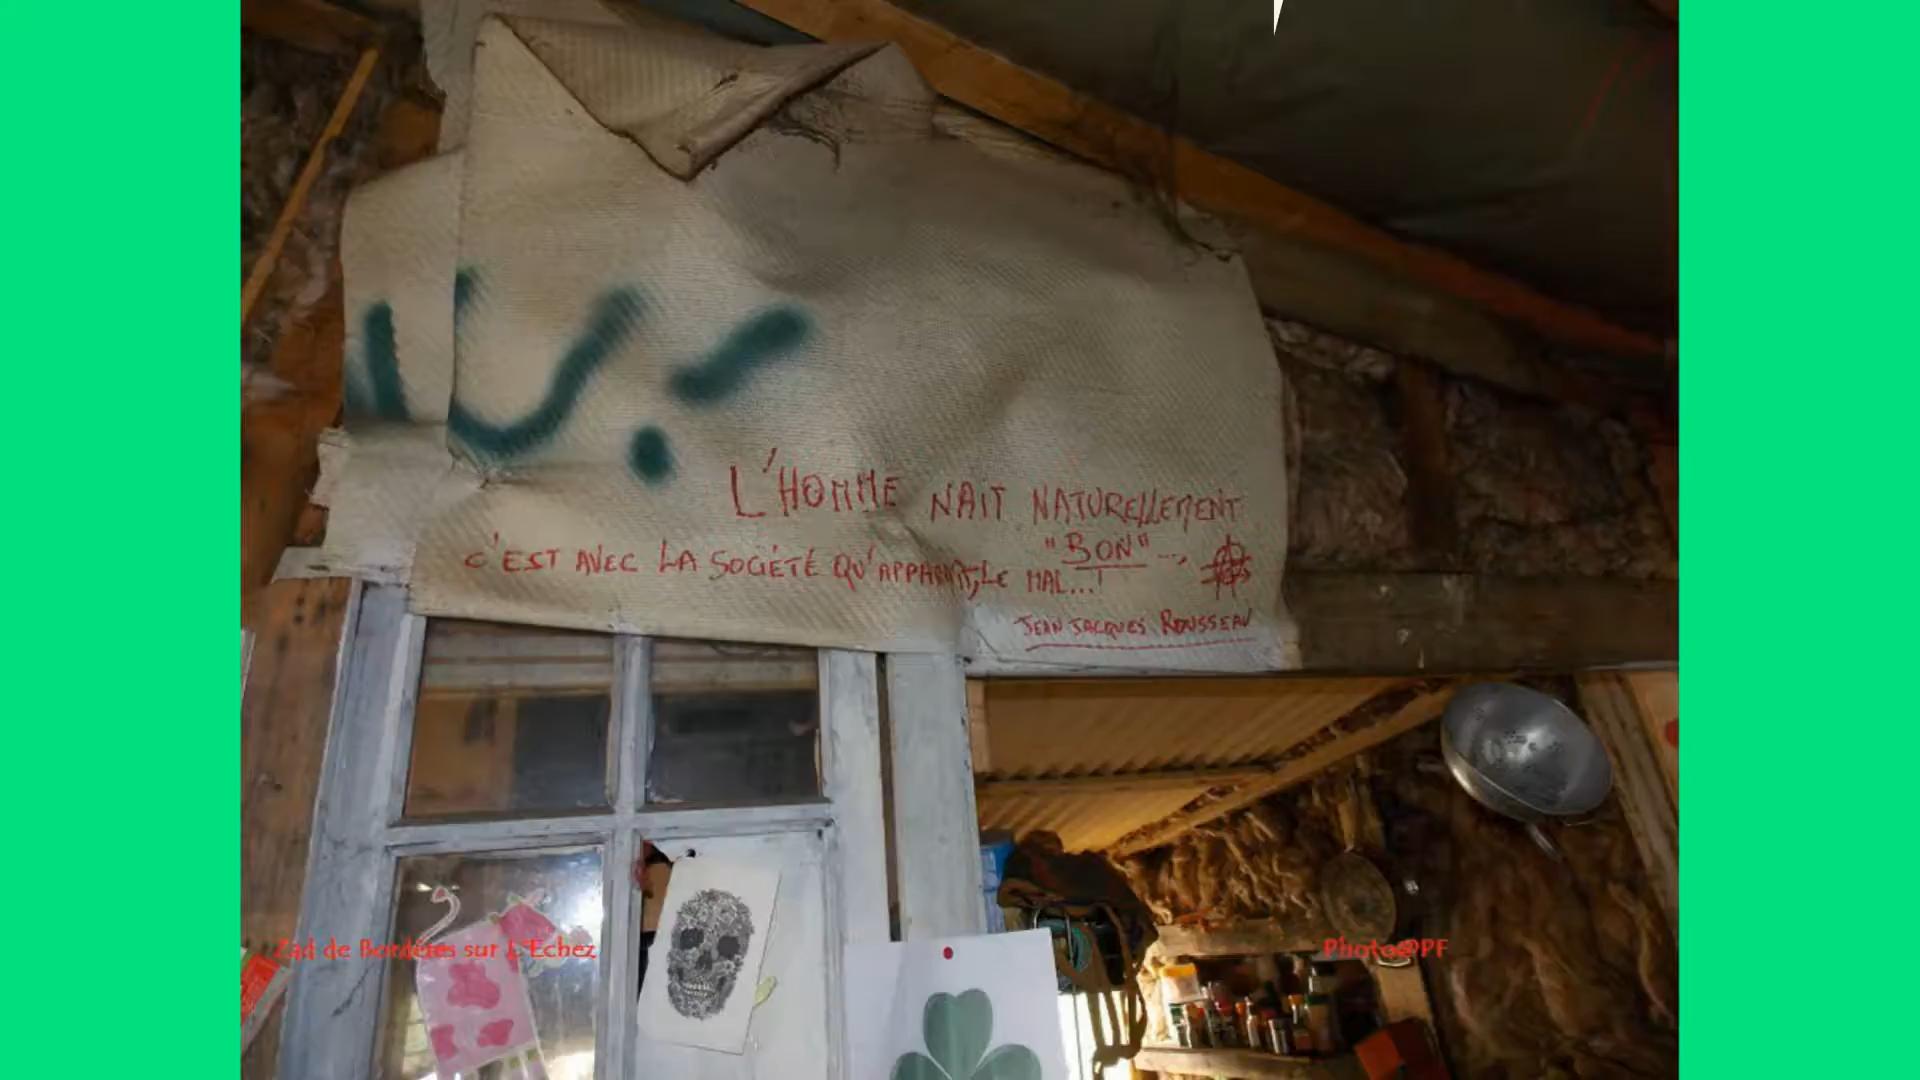 L'HOMME NAIT NATURELLEMENT
"BON"...,
C'EST AVEC LA SOCIÉTÉ QU'APPARAIT, LE MAL...!
JEAN JACQUES ROUSSEAU
Zad de Bordères sur L'Echez
Photo@PF